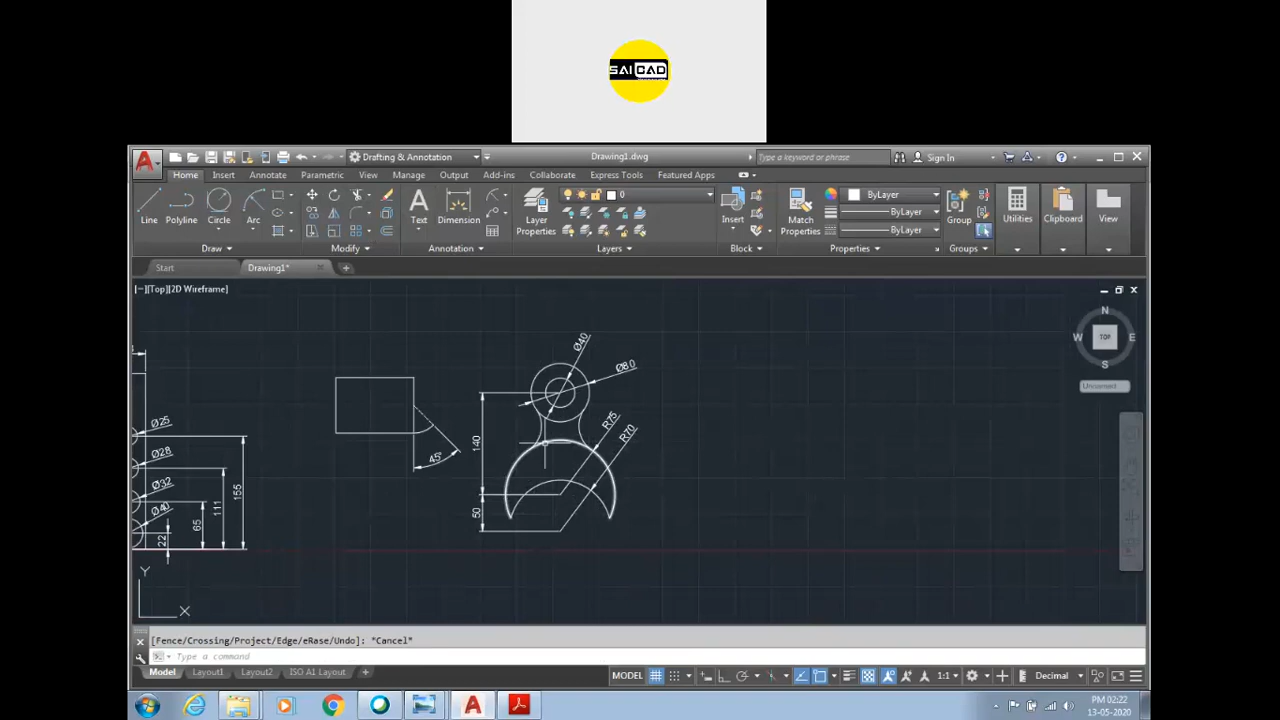 SAICAD
Drafting & Annotation
Drawing1.dwg
Type a keyword or phrase
Sign In
Home Insert Annotate Parametric View Manage Output Add-ins Collaborate Express Tools Featured Apps
0
ByLayer
ByLayer
ByLayer
Line Polyline Circle Arc
Text Dimension
Layer Properties
Insert
Match Properties
Group
Utilities
Clipboard
View
Draw
Modify
Annotation
Layers
Block
Properties
Groups
Start
Drawing1*
[−][Top][2D Wireframe]
N
W TOP E
S
Unnamed
Ø40
Ø80
R75
R70
140
50
45°
Ø25
Ø28
Ø32
Ø40
155
111
65
22
Y
X
[Fence/Crossing/Project/Edge/eRase/Undo]: *Cancel*
Type a command
Model Layout1 Layout2 ISO A1 Layout
MODEL
1:1
Decimal
PM 02:22
13-05-2020